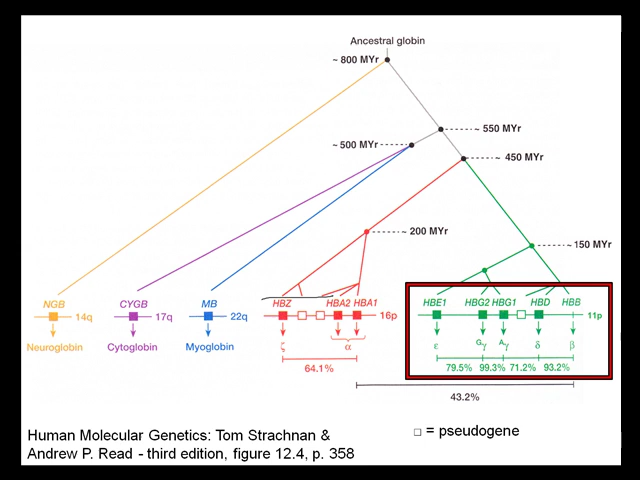 Ancestral globin
~ 800 MYr
550 MYr
~ 500 MYr
450 MYr
200 MYr
150 MYr
NGB CYGB MB HBZ HBA2 HBA1 HBE1 HBG2 HBG1 HBD HBB
14q 17q 22q 16p 11p
Neuroglobin Cytoglobin Myoglobin ζ α ε Gγ Aγ δ β
64.1% 79.5% 99.3% 71.2% 93.2%
43.2%
Human Molecular Genetics: Tom Strachnan &
Andrew P. Read - third edition, figure 12.4, p. 358
= pseudogene